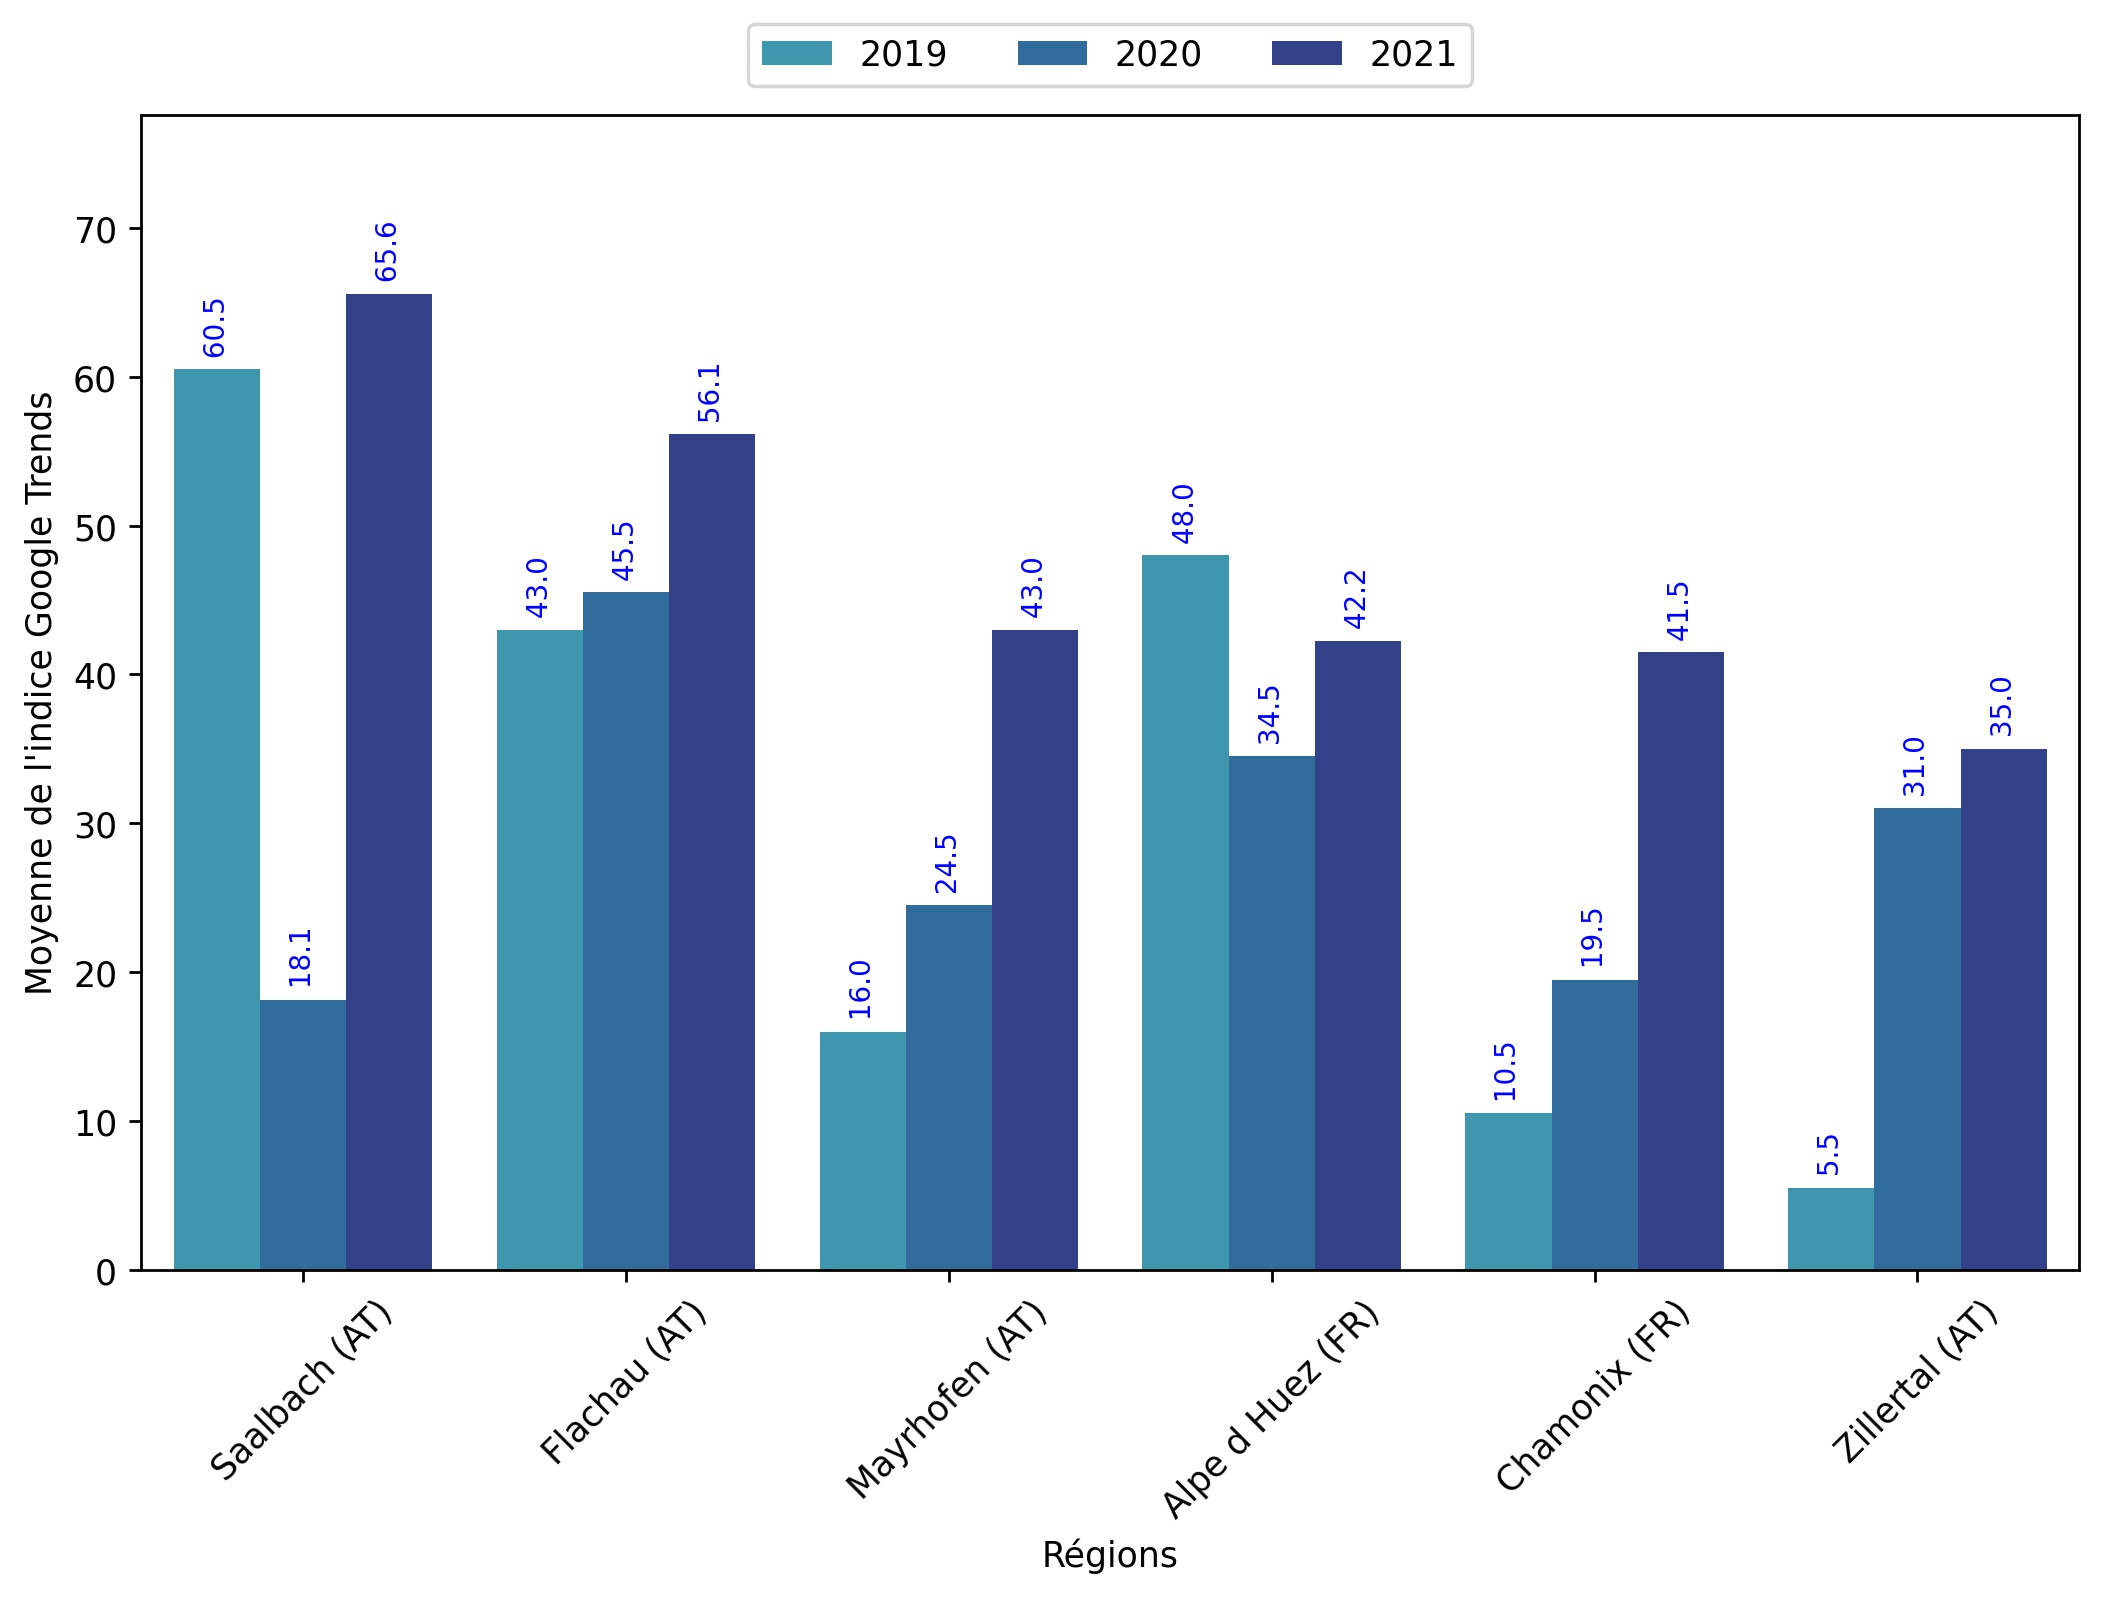 2019 2020 2021
Moyenne de l'indice Google Trends
70
60
50
40
30
20
10
0
60.5 18.1 65.6
43.0 45.5 56.1
16.0 24.5 43.0
48.0 34.5 42.2
10.5 19.5 41.5
5.5 31.0 35.0
Saalbach (AT)
Flachau (AT)
Mayrhofen (AT)
Alpe d Huez (FR)
Chamonix (FR)
Zillertal (AT)
Régions